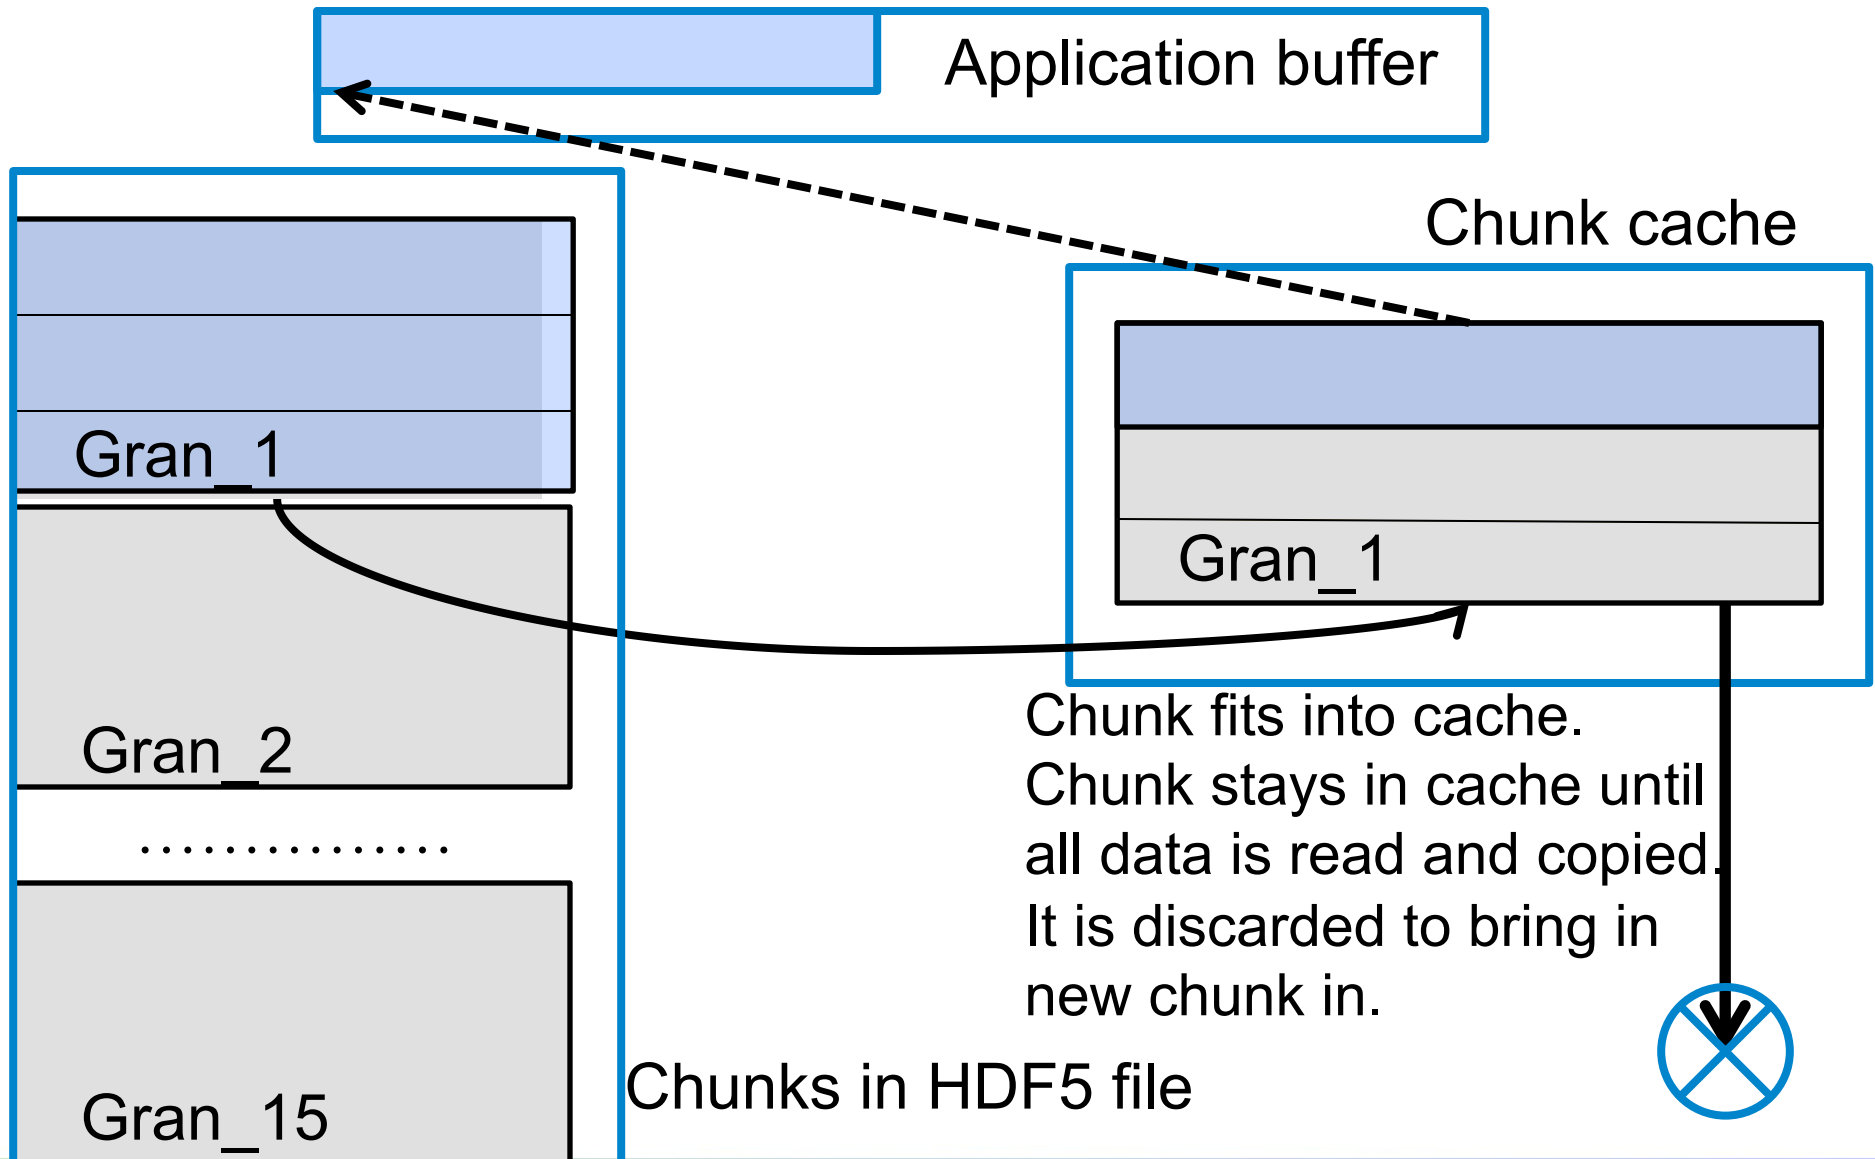 Application buffer
Chunk cache
Gran_1
Gran_1
Gran_2
...............
Chunk fits into cache.
Chunk stays in cache until
all data is read and copied.
It is discarded to bring in
new chunk in.
Chunks in HDF5 file
Gran_15